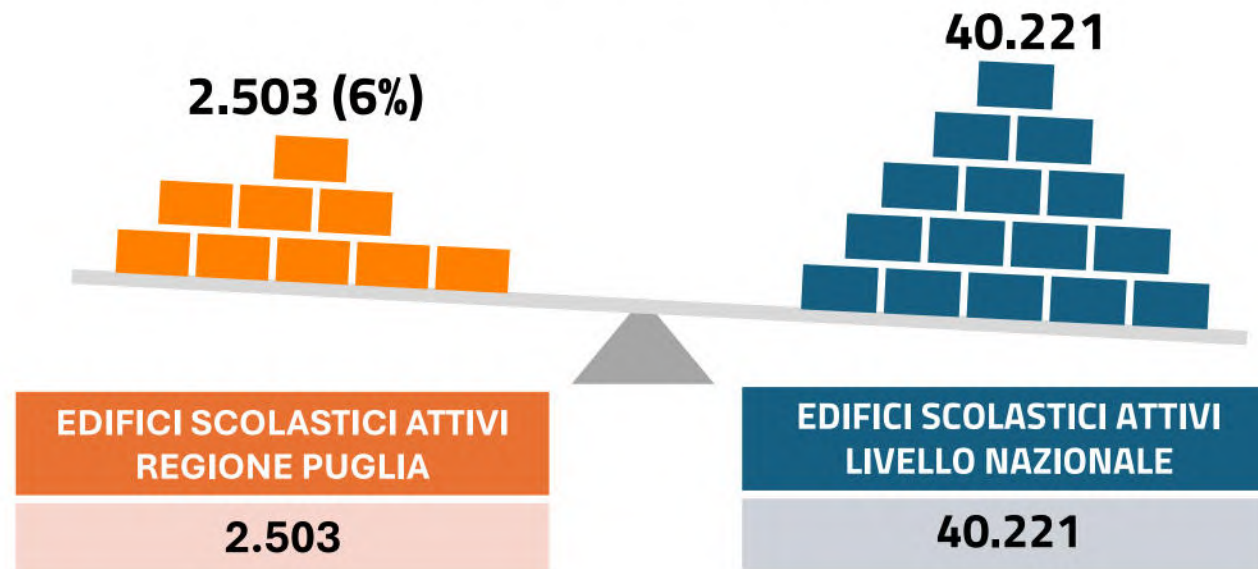 2.503 (6%)
40.221
EDIFICI SCOLASTICI ATTIVI
REGIONE PUGLIA
2.503
EDIFICI SCOLASTICI ATTIVI
LIVELLO NAZIONALE
40.221